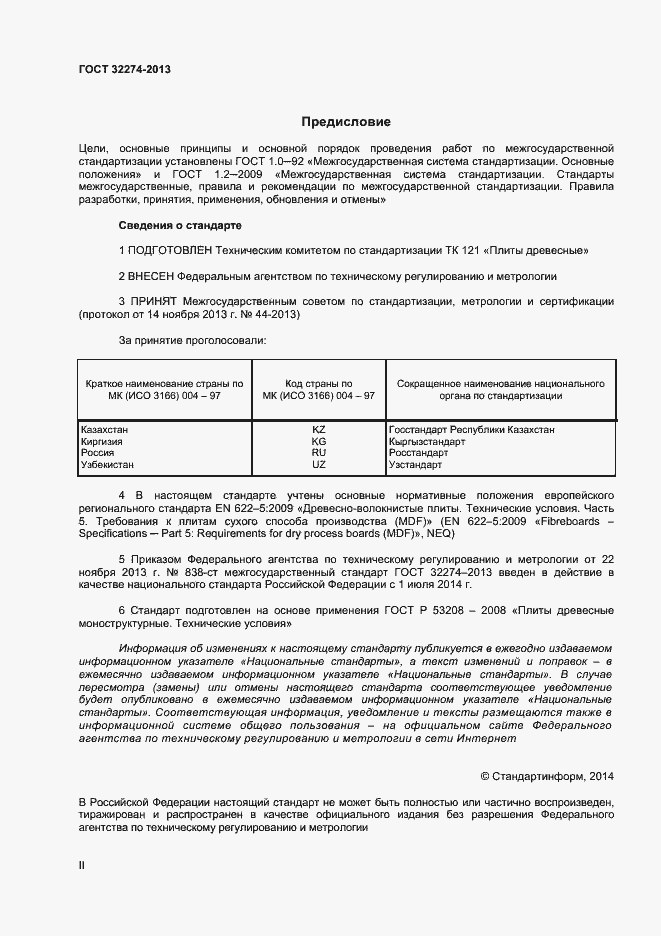 ГОСТ 32274-2013
Предисловие
Цели, основные принципы и основной порядок проведения работ по межгосударственной
стандартизации установлены ГОСТ 1.0–92 «Межгосударственная система стандартизации. Основные
положения» и ГОСТ 1.2–2009 «Межгосударственная система стандартизации. Стандарты
межгосударственные, правила и рекомендации по межгосударственной стандартизации. Правила
разработки, принятия, применения, обновления и отмены»
Сведения о стандарте
1 ПОДГОТОВЛЕН Техническим комитетом по стандартизации ТК 121 «Плиты древесные»
2 ВНЕСЕН Федеральным агентством по техническому регулированию и метрологии
3 ПРИНЯТ Межгосударственным советом по стандартизации, метрологии и сертификации
(протокол от 14 ноября 2013 г. № 44-2013)
За принятие проголосовали:
Краткое наименование страны по
МК (ИСО 3166) 004 – 97
Код страны по
МК (ИСО 3166) 004 – 97
Сокращенное наименование национального
органа по стандартизации
Казахстан KZ Госстандарт Республики Казахстан
Киргизия KG Кыргызстандарт
Россия RU Росстандарт
Узбекистан UZ Узстандарт
4 В настоящем стандарте учтены основные нормативные положения европейского
регионального стандарта EN 622–5:2009 «Древесно-волокнистые плиты. Технические условия. Часть
5. Требования к плитам сухого способа производства (MDF)» (EN 622–5:2009 «Fibreboards –
Specifications — Part 5: Requirements for dry process boards (MDF)», NEQ)
5 Приказом Федерального агентства по техническому регулированию и метрологии от 22
ноября 2013 г. № 838-ст межгосударственный стандарт ГОСТ 32274–2013 введен в действие в
качестве национального стандарта Российской Федерации с 1 июля 2014 г.
6 Стандарт подготовлен на основе применения ГОСТ Р 53208 – 2008 «Плиты древесные
моноструктурные. Технические условия»
Информация об изменениях к настоящему стандарту публикуется в ежегодно издаваемом
информационном указателе «Национальные стандарты», а текст изменений и поправок – в
ежемесячно издаваемом информационном указателе «Национальные стандарты». В случае
пересмотра (замены) или отмены настоящего стандарта соответствующее уведомление
будет опубликовано в ежемесячно издаваемом информационном указателе «Национальные
стандарты». Соответствующая информация, уведомление и тексты размещаются также в
информационной системе общего пользования – на официальном сайте Федерального
агентства по техническому регулированию и метрологии в сети Интернет
© Стандартинформ, 2014
В Российской Федерации настоящий стандарт не может быть полностью или частично воспроизведен,
тиражирован и распространен в качестве официального издания без разрешения Федерального
агентства по техническому регулированию и метрологии
II